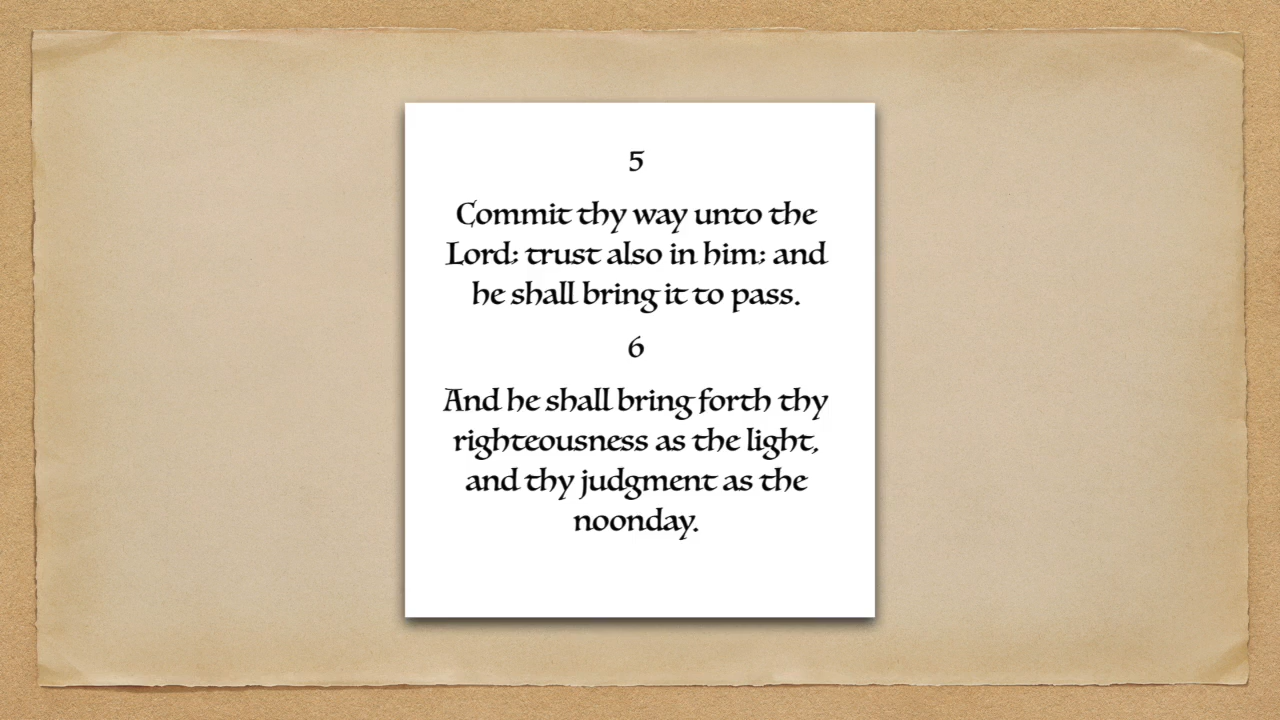 5
Commit thy way unto the
Lord; trust also in him; and
he shall bring it to pass.
6
And he shall bring forth thy
righteousness as the light,
and thy judgment as the
noonday.